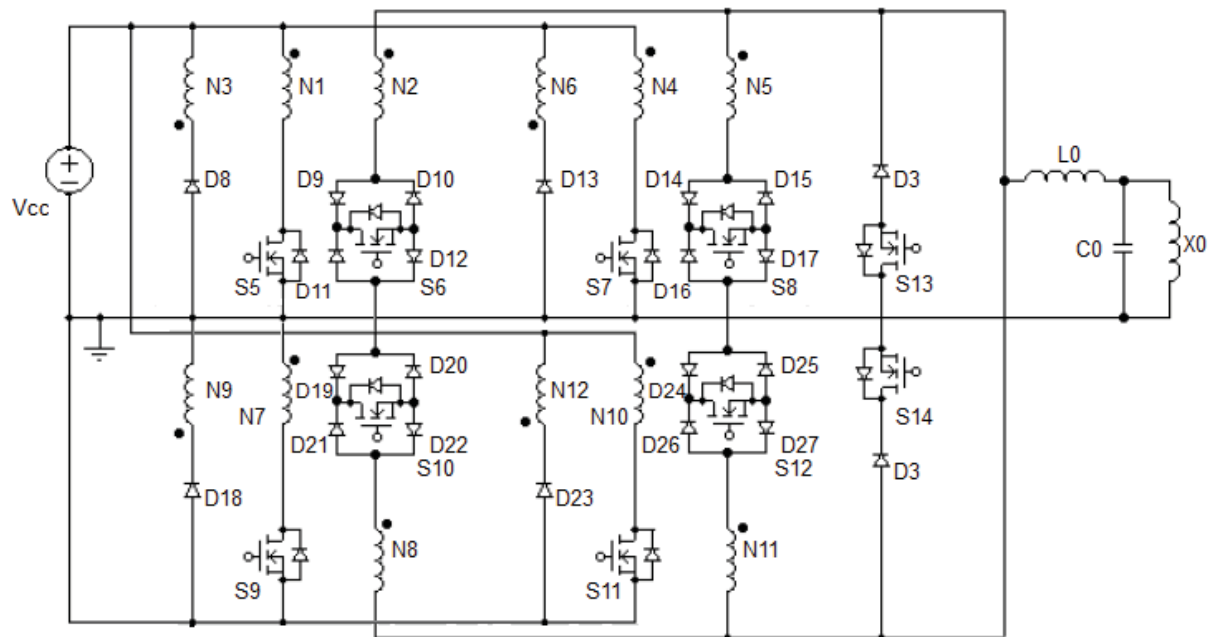 N3
N1
N2
N6
N4
N5
L0
D8
D9
D10
D13
D14
D15
D3
Vcc
C0
X0
D12
D17
S5
D11
S6
S7
D16
S8
S13
N9
N7
D19
D20
N12
N10
D24
D25
S14
D21
D22
S10
D26
D27
S12
D3
D18
D23
S9
N8
S11
N11